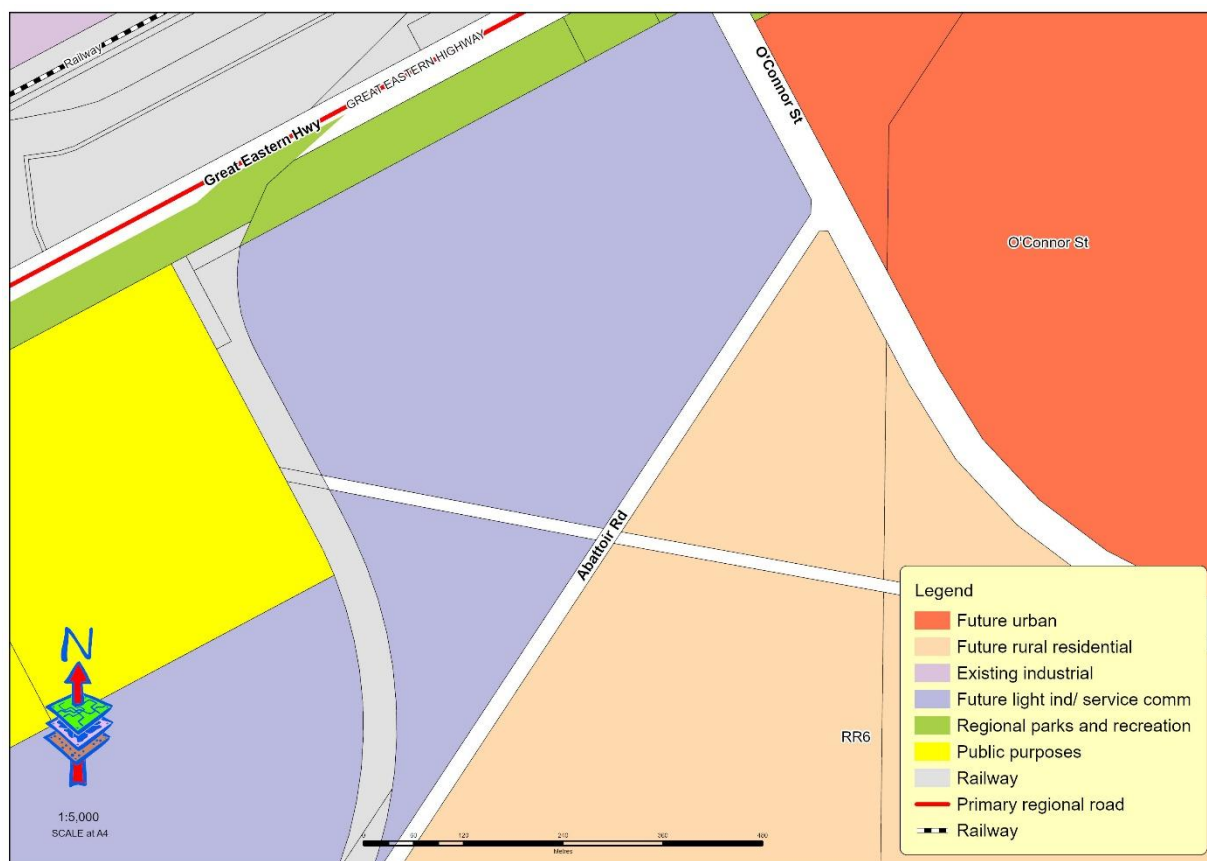 Railway
Great Eastern Hwy
GREAT EASTERN HIGHWAY
O'Connor St
O'Connor St
Abattoir Rd
RR6
N
1:5,000
SCALE at A4
0 60 120 240 360 480
Metres
Legend
Future urban
Future rural residential
Existing industrial
Future light ind/ service comm
Regional parks and recreation
Public purposes
Railway
Primary regional road
Railway